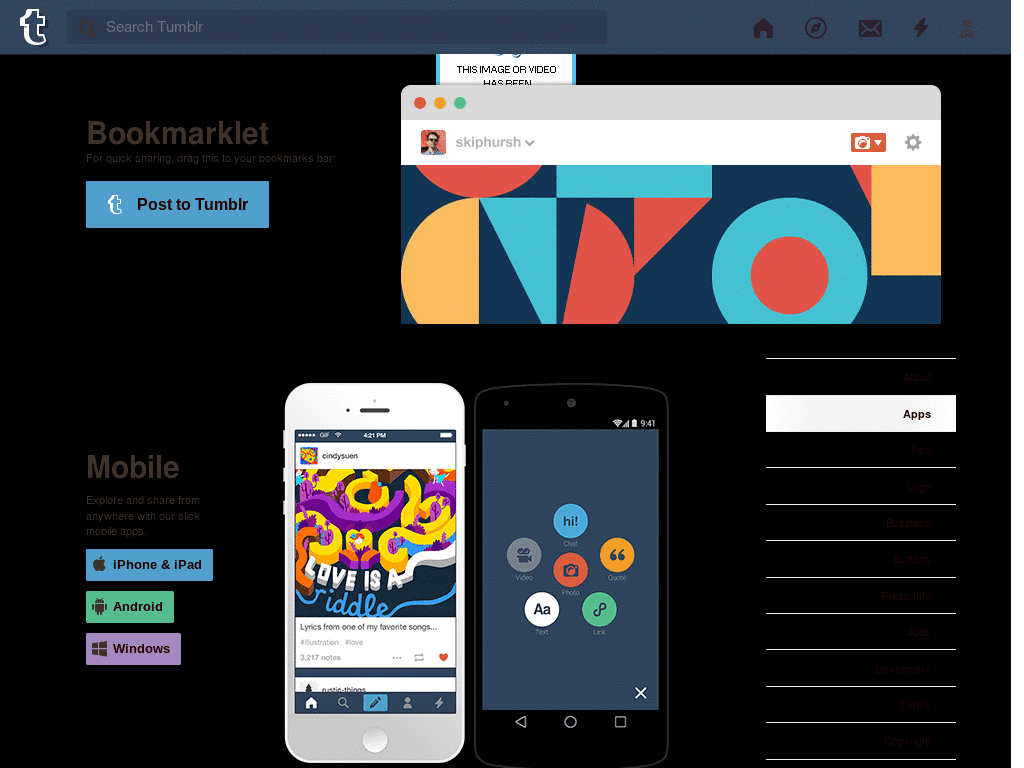 Search Tumblr
THIS IMAGE OR VIDEO
HAS BEEN
Bookmarklet
For quick sharing, drag this to your bookmarks bar:
Post to Tumblr
skiphursh
About
Apps
Tips
Logo
Business
Buttons
Press Info
Jobs
Developers
Terms
Copyright
Mobile
Explore and share from
anywhere with our slick
mobile apps.
iPhone & iPad
Android
Windows
GIF
4:21 PM
cindysuen
LOVE IS A
riddle
Lyrics from one of my favorite songs...
#illustration #love
3,217 notes
rustic-things
9:41
hi!
Chat
Video
Photo
Quote
Aa
Text
Link